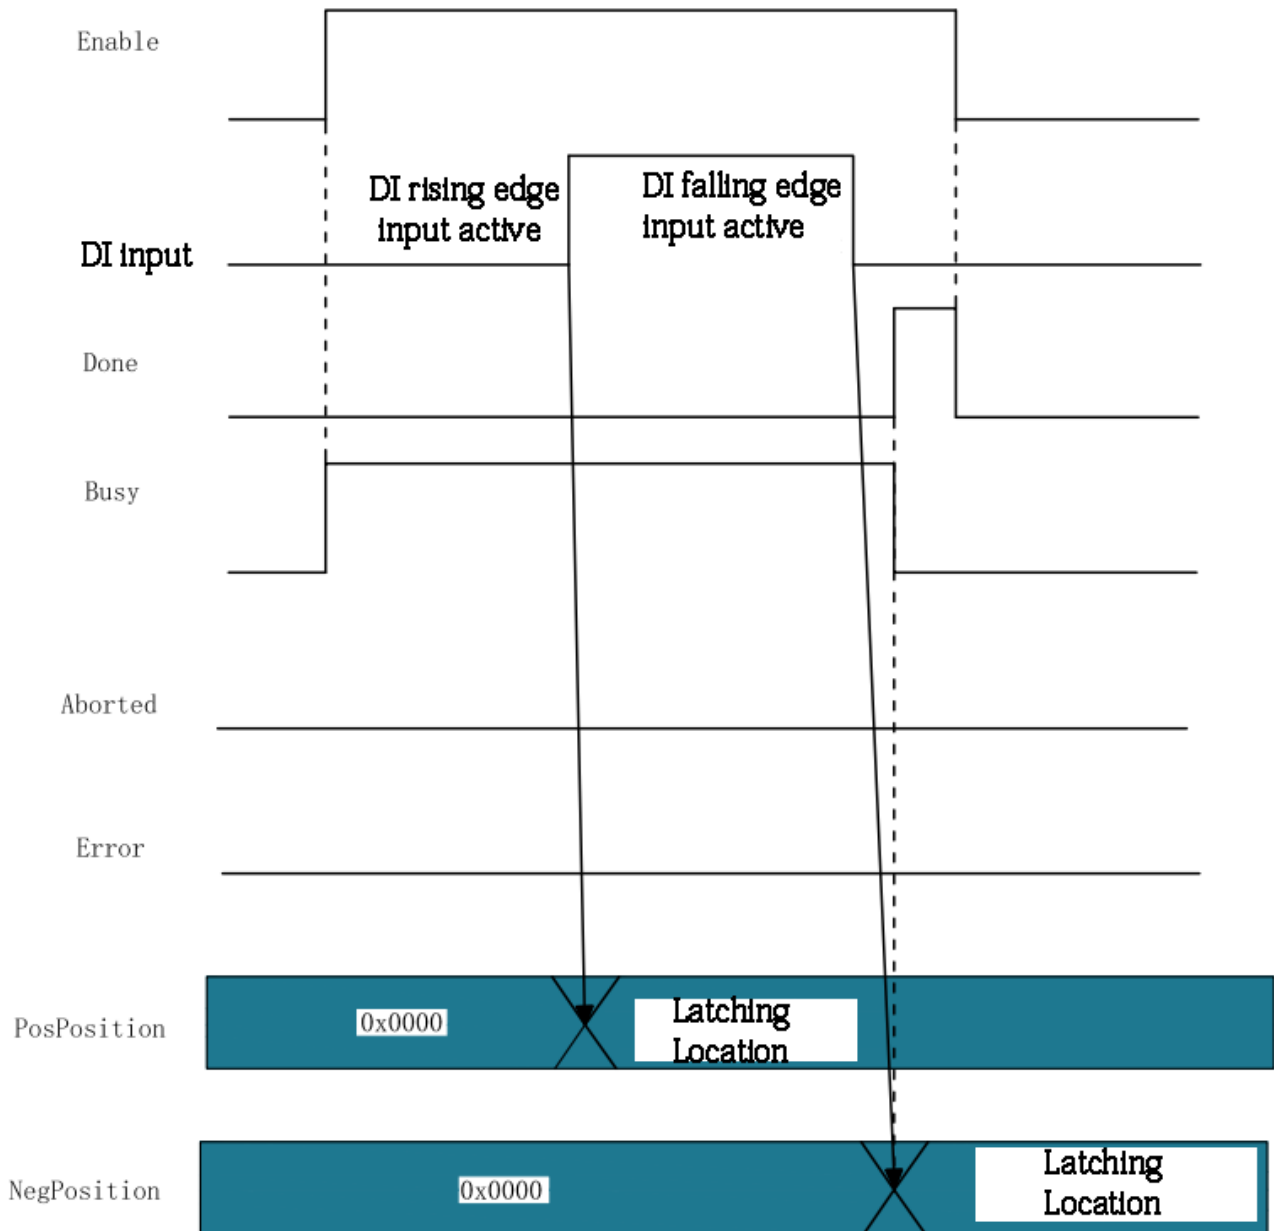 Enable
DI rising edge
input active
DI falling edge
input active
DI input
Done
Busy
Aborted
Error
PosPosition
0x0000
Latching
Location
NegPosition
0x0000
Latching
Location